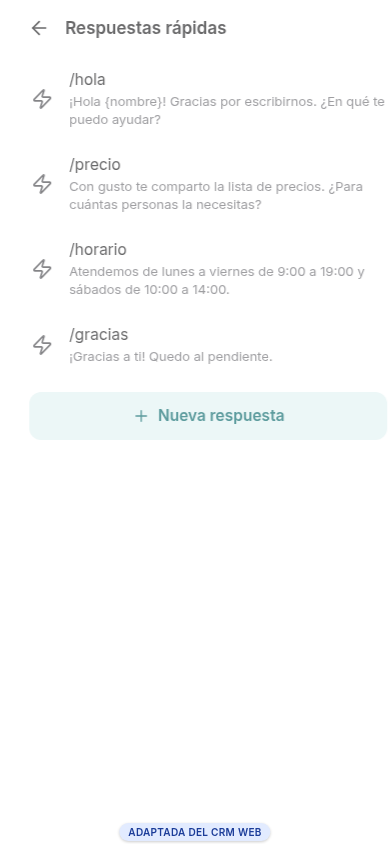 Respuestas rápidas
/hola
¡Hola {nombre}! Gracias por escribirnos. ¿En qué te
puedo ayudar?
/precio
Con gusto te comparto la lista de precios. ¿Para
cuántas personas la necesitas?
/horario
Atendemos de lunes a viernes de 9:00 a 19:00 y
sábados de 10:00 a 14:00.
/gracias
¡Gracias a ti! Quedo al pendiente.
+ Nueva respuesta
ADAPTADA DEL CRM WEB